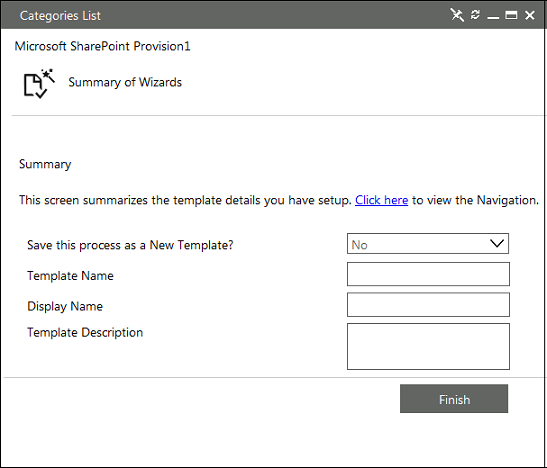 Categories List
Microsoft SharePoint Provision1
Summary of Wizards
Summary
This screen summarizes the template details you have setup. Click here to view the Navigation.
Save this process as a New Template? No
Template Name
Display Name
Template Description
Finish